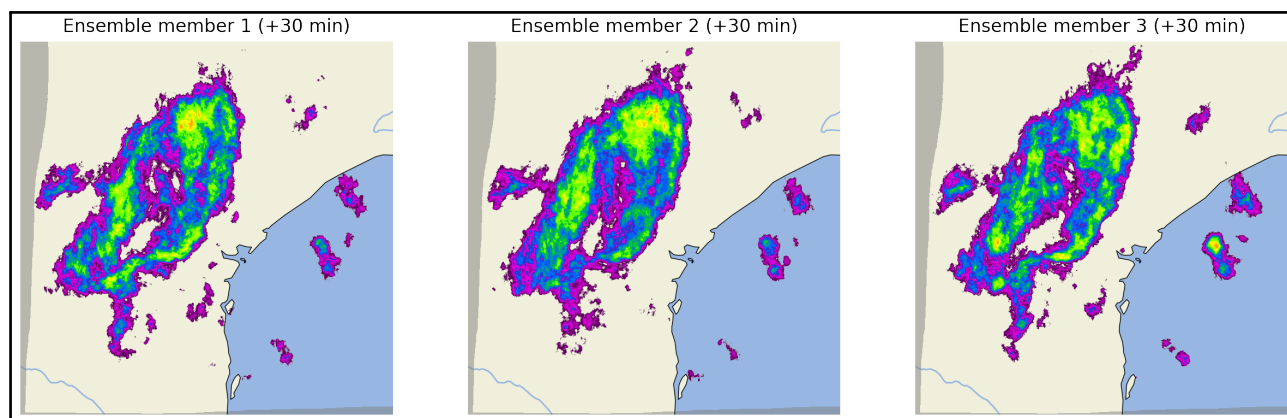 Ensemble member 1 (+30 min)
Ensemble member 2 (+30 min)
Ensemble member 3 (+30 min)